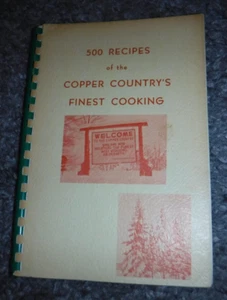 500 RECIPES
of the
COPPER COUNTRY'S
FINEST COOKING
WELCOME